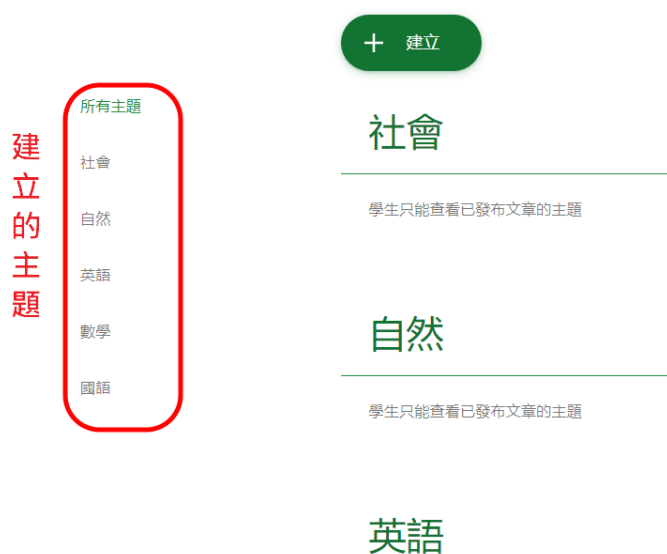 建立
建立的主題
所有主題
社會
自然
英語
數學
國語
社會
學生只能查看已發布文章的主題
自然
學生只能查看已發布文章的主題
英語